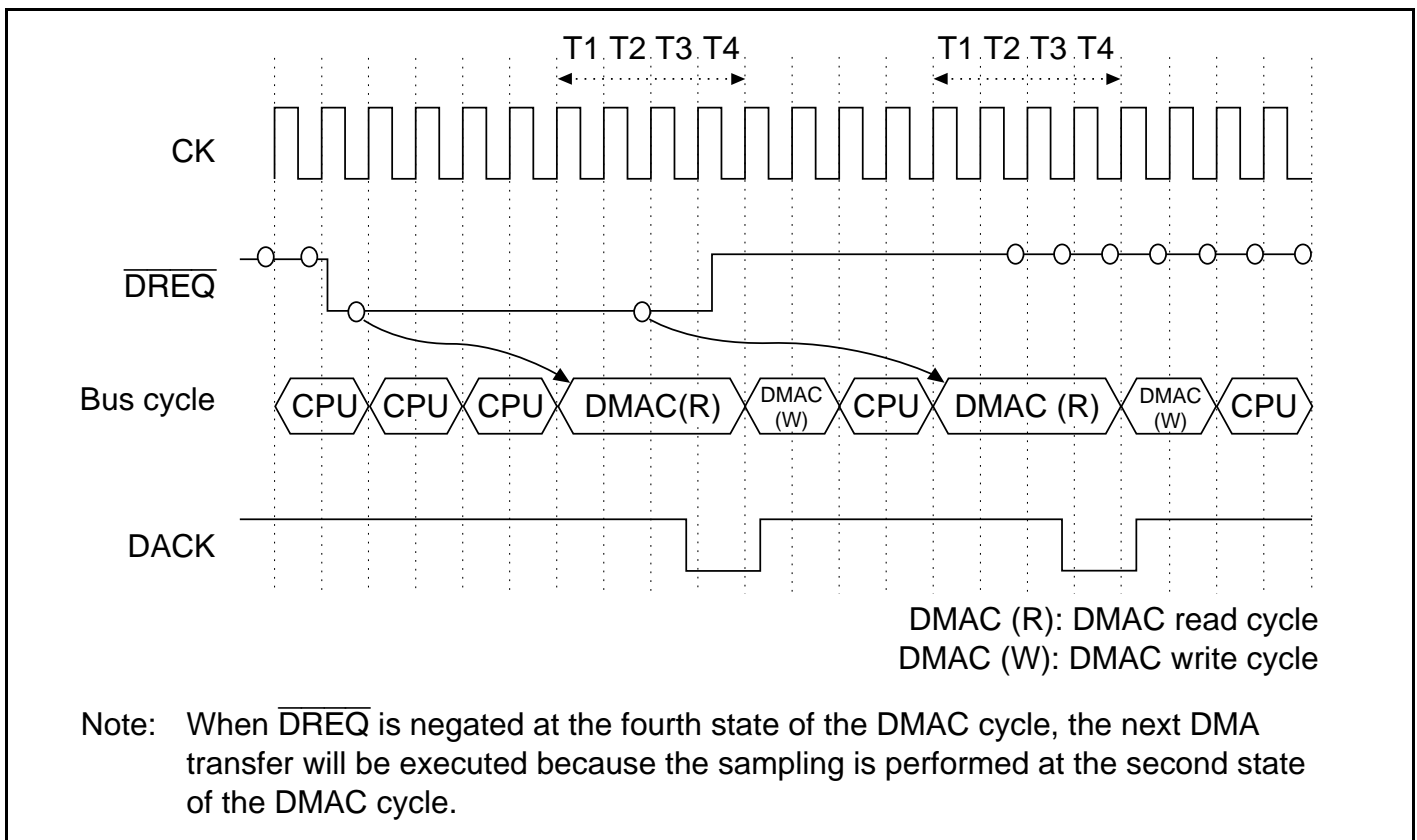 T1 T2 T3 T4 T1 T2 T3 T4
CK
DREQ
Bus cycle CPU CPU CPU DMAC(R) DMAC (W) CPU DMAC (R) DMAC (W) CPU
DACK
DMAC (R): DMAC read cycle
DMAC (W): DMAC write cycle
Note: When DREQ is negated at the fourth state of the DMAC cycle, the next DMA
transfer will be executed because the sampling is performed at the second state
of the DMAC cycle.